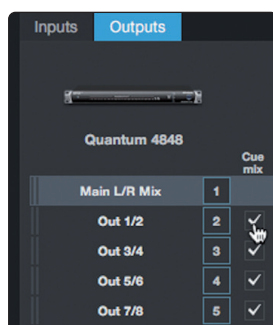 Inputs Outputs
Quantum 4848
Cue
mix
Main L/R Mix 1
Out 1/2 2
Out 3/4 3
Out 5/6 4
Out 7/8 5